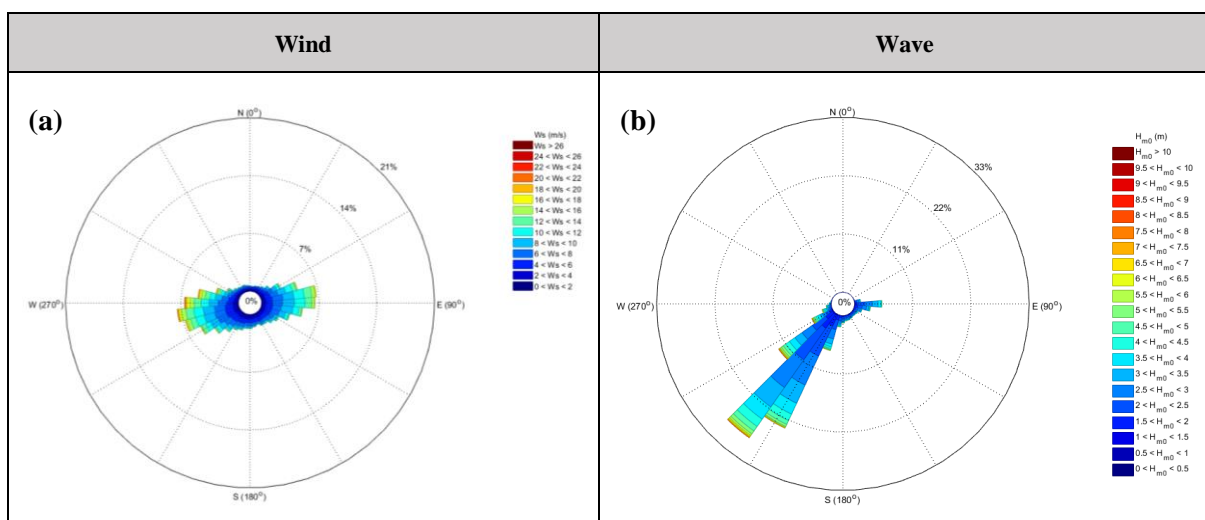 Wind
Wave
(a)
N (0°)
21%
14%
7%
0%
W (270°)
E (90°)
S (180°)
Ws (m/s)
Ws > 26
24 < Ws < 26
22 < Ws < 24
20 < Ws < 22
18 < Ws < 20
16 < Ws < 18
14 < Ws < 16
12 < Ws < 14
10 < Ws < 12
8 < Ws < 10
6 < Ws < 8
4 < Ws < 6
2 < Ws < 4
0 < Ws < 2
(b)
N (0°)
33%
22%
11%
0%
W (270°)
E (90°)
S (180°)
Hm0 (m)
Hm0 > 10
9.5 < Hm0 < 10
9 < Hm0 < 9.5
8.5 < Hm0 < 9
8 < Hm0 < 8.5
7.5 < Hm0 < 8
7 < Hm0 < 7.5
6.5 < Hm0 < 7
6 < Hm0 < 6.5
5.5 < Hm0 < 6
5 < Hm0 < 5.5
4.5 < Hm0 < 5
4 < Hm0 < 4.5
3.5 < Hm0 < 4
3 < Hm0 < 3.5
2.5 < Hm0 < 3
2 < Hm0 < 2.5
1.5 < Hm0 < 2
1 < Hm0 < 1.5
0.5 < Hm0 < 1
0 < Hm0 < 0.5